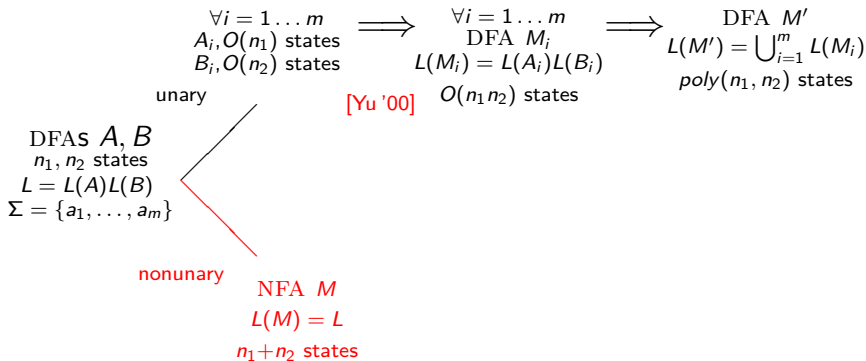 ∀i = 1 . . . m
A_i, O(n_1) states
B_i, O(n_2) states
⟹
∀i = 1 . . . m
DFA M_i
L(M_i) = L(A_i)L(B_i)
O(n_1n_2) states
⟹
DFA M′
L(M′) = ⋃_{i=1}^{m} L(M_i)
poly(n_1, n_2) states
unary
[Yu '00]
DFAs A, B
n_1, n_2 states
L = L(A)L(B)
Σ = {a_1, . . . , a_m}
nonunary
NFA M
L(M) = L
n_1+n_2 states